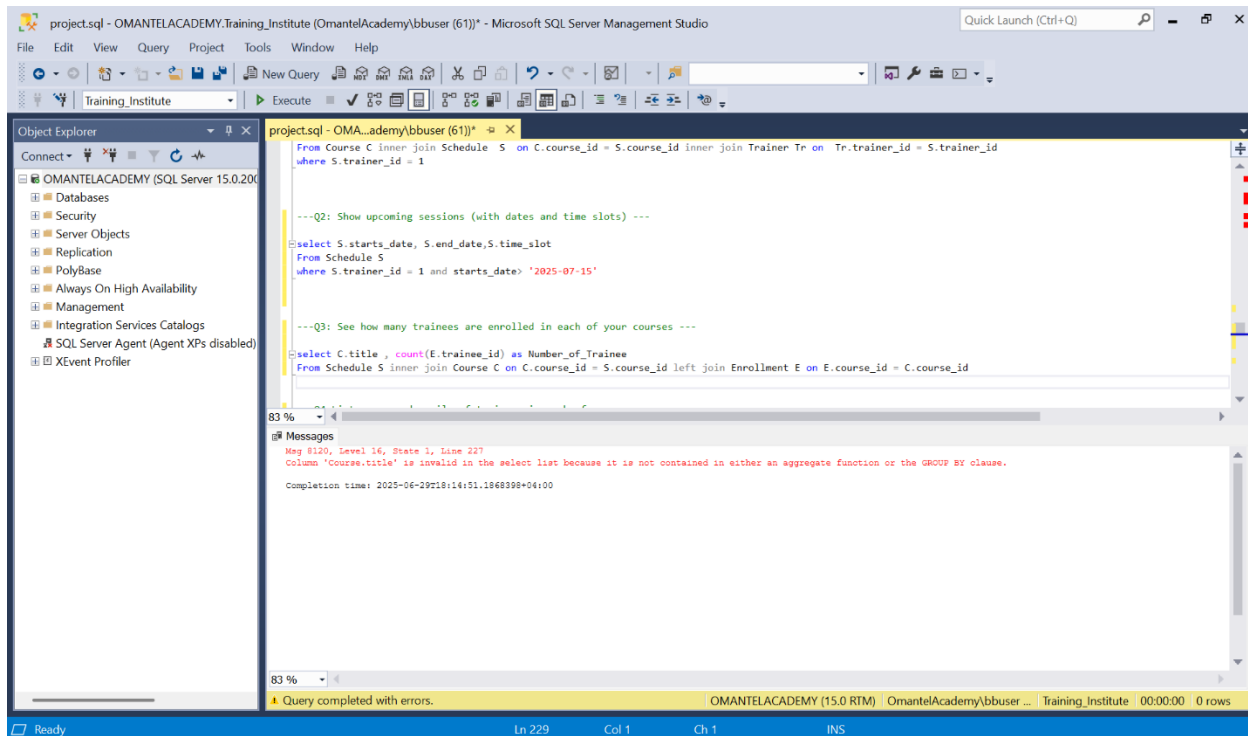 project.sql - OMANTELACADEMY.Training_Institute (OmantelAcademy\bbuser (61))* - Microsoft SQL Server Management Studio
Quick Launch (Ctrl+Q)
File Edit View Query Project Tools Window Help
New Query
MDX DMX XMLA DAX
Training_Institute
Execute
Object Explorer
Connect
OMANTELACADEMY (SQL Server 15.0.200
Databases
Security
Server Objects
Replication
PolyBase
Always On High Availability
Management
Integration Services Catalogs
SQL Server Agent (Agent XPs disabled)
XEvent Profiler
project.sql - OMA...ademy\bbuser (61))*
From Course C inner join Schedule S on C.course_id = S.course_id inner join Trainer Tr on Tr.trainer_id = S.trainer_id
where S.trainer_id = 1
---Q2: Show upcoming sessions (with dates and time slots) ---
select S.starts_date, S.end_date,S.time_slot
From Schedule S
where S.trainer_id = 1 and starts_date> '2025-07-15'
---Q3: See how many trainees are enrolled in each of your courses ---
select C.title , count(E.trainee_id) as Number_of_Trainee
From Schedule S inner join Course C on C.course_id = S.course_id left join Enrollment E on E.course_id = C.course_id
83 %
Messages
Msg 8120, Level 16, State 1, Line 227
Column 'Course.title' is invalid in the select list because it is not contained in either an aggregate function or the GROUP BY clause.
Completion time: 2025-06-29T18:14:51.1868398+04:00
83 %
Query completed with errors.
OMANTELACADEMY (15.0 RTM) OmantelAcademy\bbuser ... Training_Institute 00:00:00 0 rows
Ready Ln 229 Col 1 Ch 1 INS